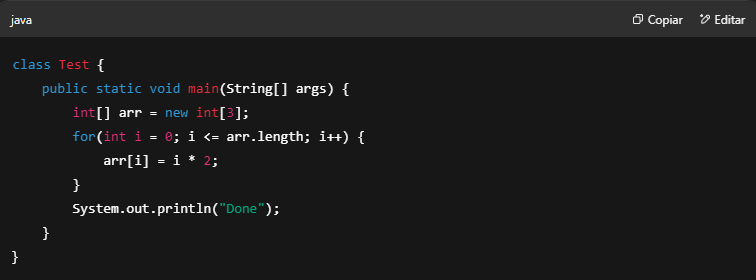 java
Copiar
Editar
class Test {
    public static void main(String[] args) {
        int[] arr = new int[3];
        for(int i = 0; i <= arr.length; i++) {
            arr[i] = i * 2;
        }
        System.out.println("Done");
    }
}